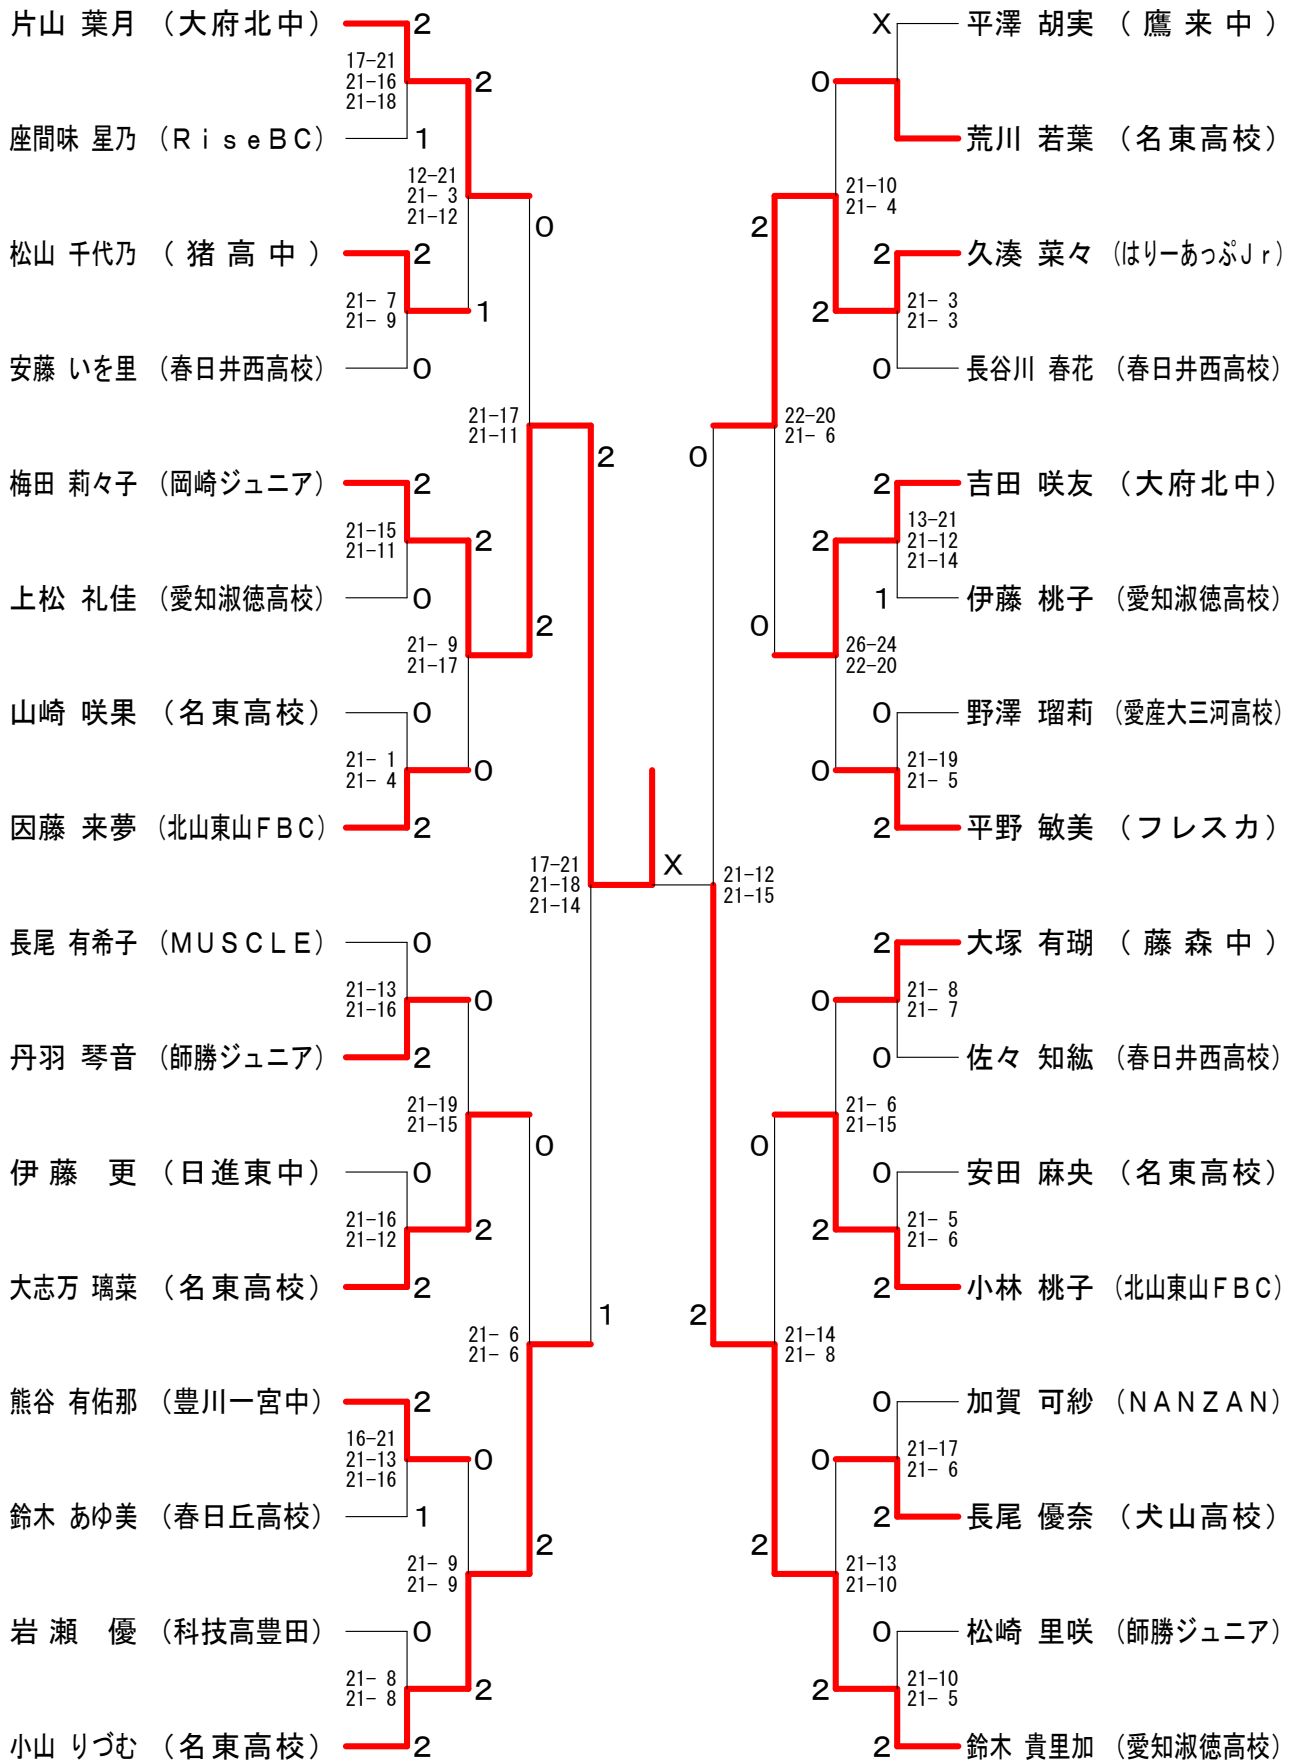 片山 葉月 （大府北中） 2
17-21
21-16
21-18
2
座間味 星乃 （ＲｉｓｅＢＣ） 1
12-21
21- 3
21-12
0
松山 千代乃 （ 猪 高 中 ） 2
21- 7
21- 9
1
安藤 いを里 （春日井西高校） 0
21-17
21-11
2
梅田 莉々子 （岡崎ジュニア） 2
21-15
21-11
2
上松 礼佳 （愛知淑徳高校） 0
21- 9
21-17
2
山崎 咲果 （名東高校） 0
21- 1
21- 4
0
因藤 来夢 （北山東山ＦＢＣ） 2
17-21
21-18
21-14
X
長尾 有希子 （ＭＵＳＣＬＥ） 0
21-13
21-16
0
丹羽 琴音 （師勝ジュニア） 2
21-19
21-15
0
伊藤 更 （日進東中） 0
21-16
21-12
2
大志万 璃菜 （名東高校） 2
21- 6
21- 6
1
熊谷 有佑那 （豊川一宮中） 2
16-21
21-13
21-16
0
鈴木 あゆ美 （春日丘高校） 1
21- 9
21- 9
2
岩瀬 優 （科技高豊田） 0
21- 8
21- 8
2
小山 りづむ （名東高校） 2
X 平澤 胡実 （ 鷹 来 中 ）
0
荒川 若葉 （名東高校）
21-10
21- 4
2
2 久湊 菜々 （はりーあっぷＪｒ）
21- 3
21- 3
2
0 長谷川 春花 （春日井西高校）
22-20
21- 6
0
2 吉田 咲友 （大府北中）
13-21
21-12
21-14
2
1 伊藤 桃子 （愛知淑徳高校）
26-24
22-20
0
0 野澤 瑠莉 （愛産大三河高校）
21-19
21- 5
0
2 平野 敏美 （フレスカ）
21-12
21-15
2 大塚 有瑚 （ 藤 森 中 ）
21- 8
21- 7
0
0 佐々 知紘 （春日井西高校）
21- 6
21-15
0
0 安田 麻央 （名東高校）
21- 5
21- 6
2
2 小林 桃子 （北山東山ＦＢＣ）
21-14
21- 8
2
0 加賀 可紗 （ＮＡＮＺＡＮ）
21-17
21- 6
0
2 長尾 優奈 （犬山高校）
21-13
21-10
2
0 松崎 里咲 （師勝ジュニア）
21-10
21- 5
2
2 鈴木 貴里加 （愛知淑徳高校）